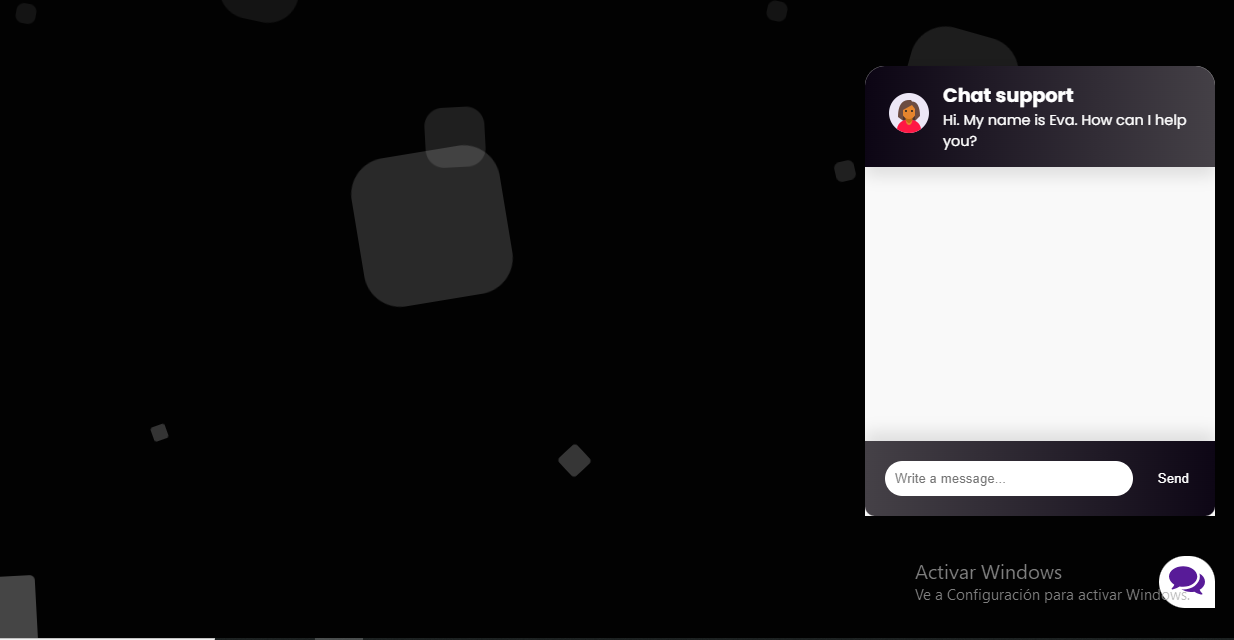 Chat support
Hi. My name is Eva. How can I help
you?
Write a message...
Send
Activar Windows
Ve a Configuración para activar Windows.